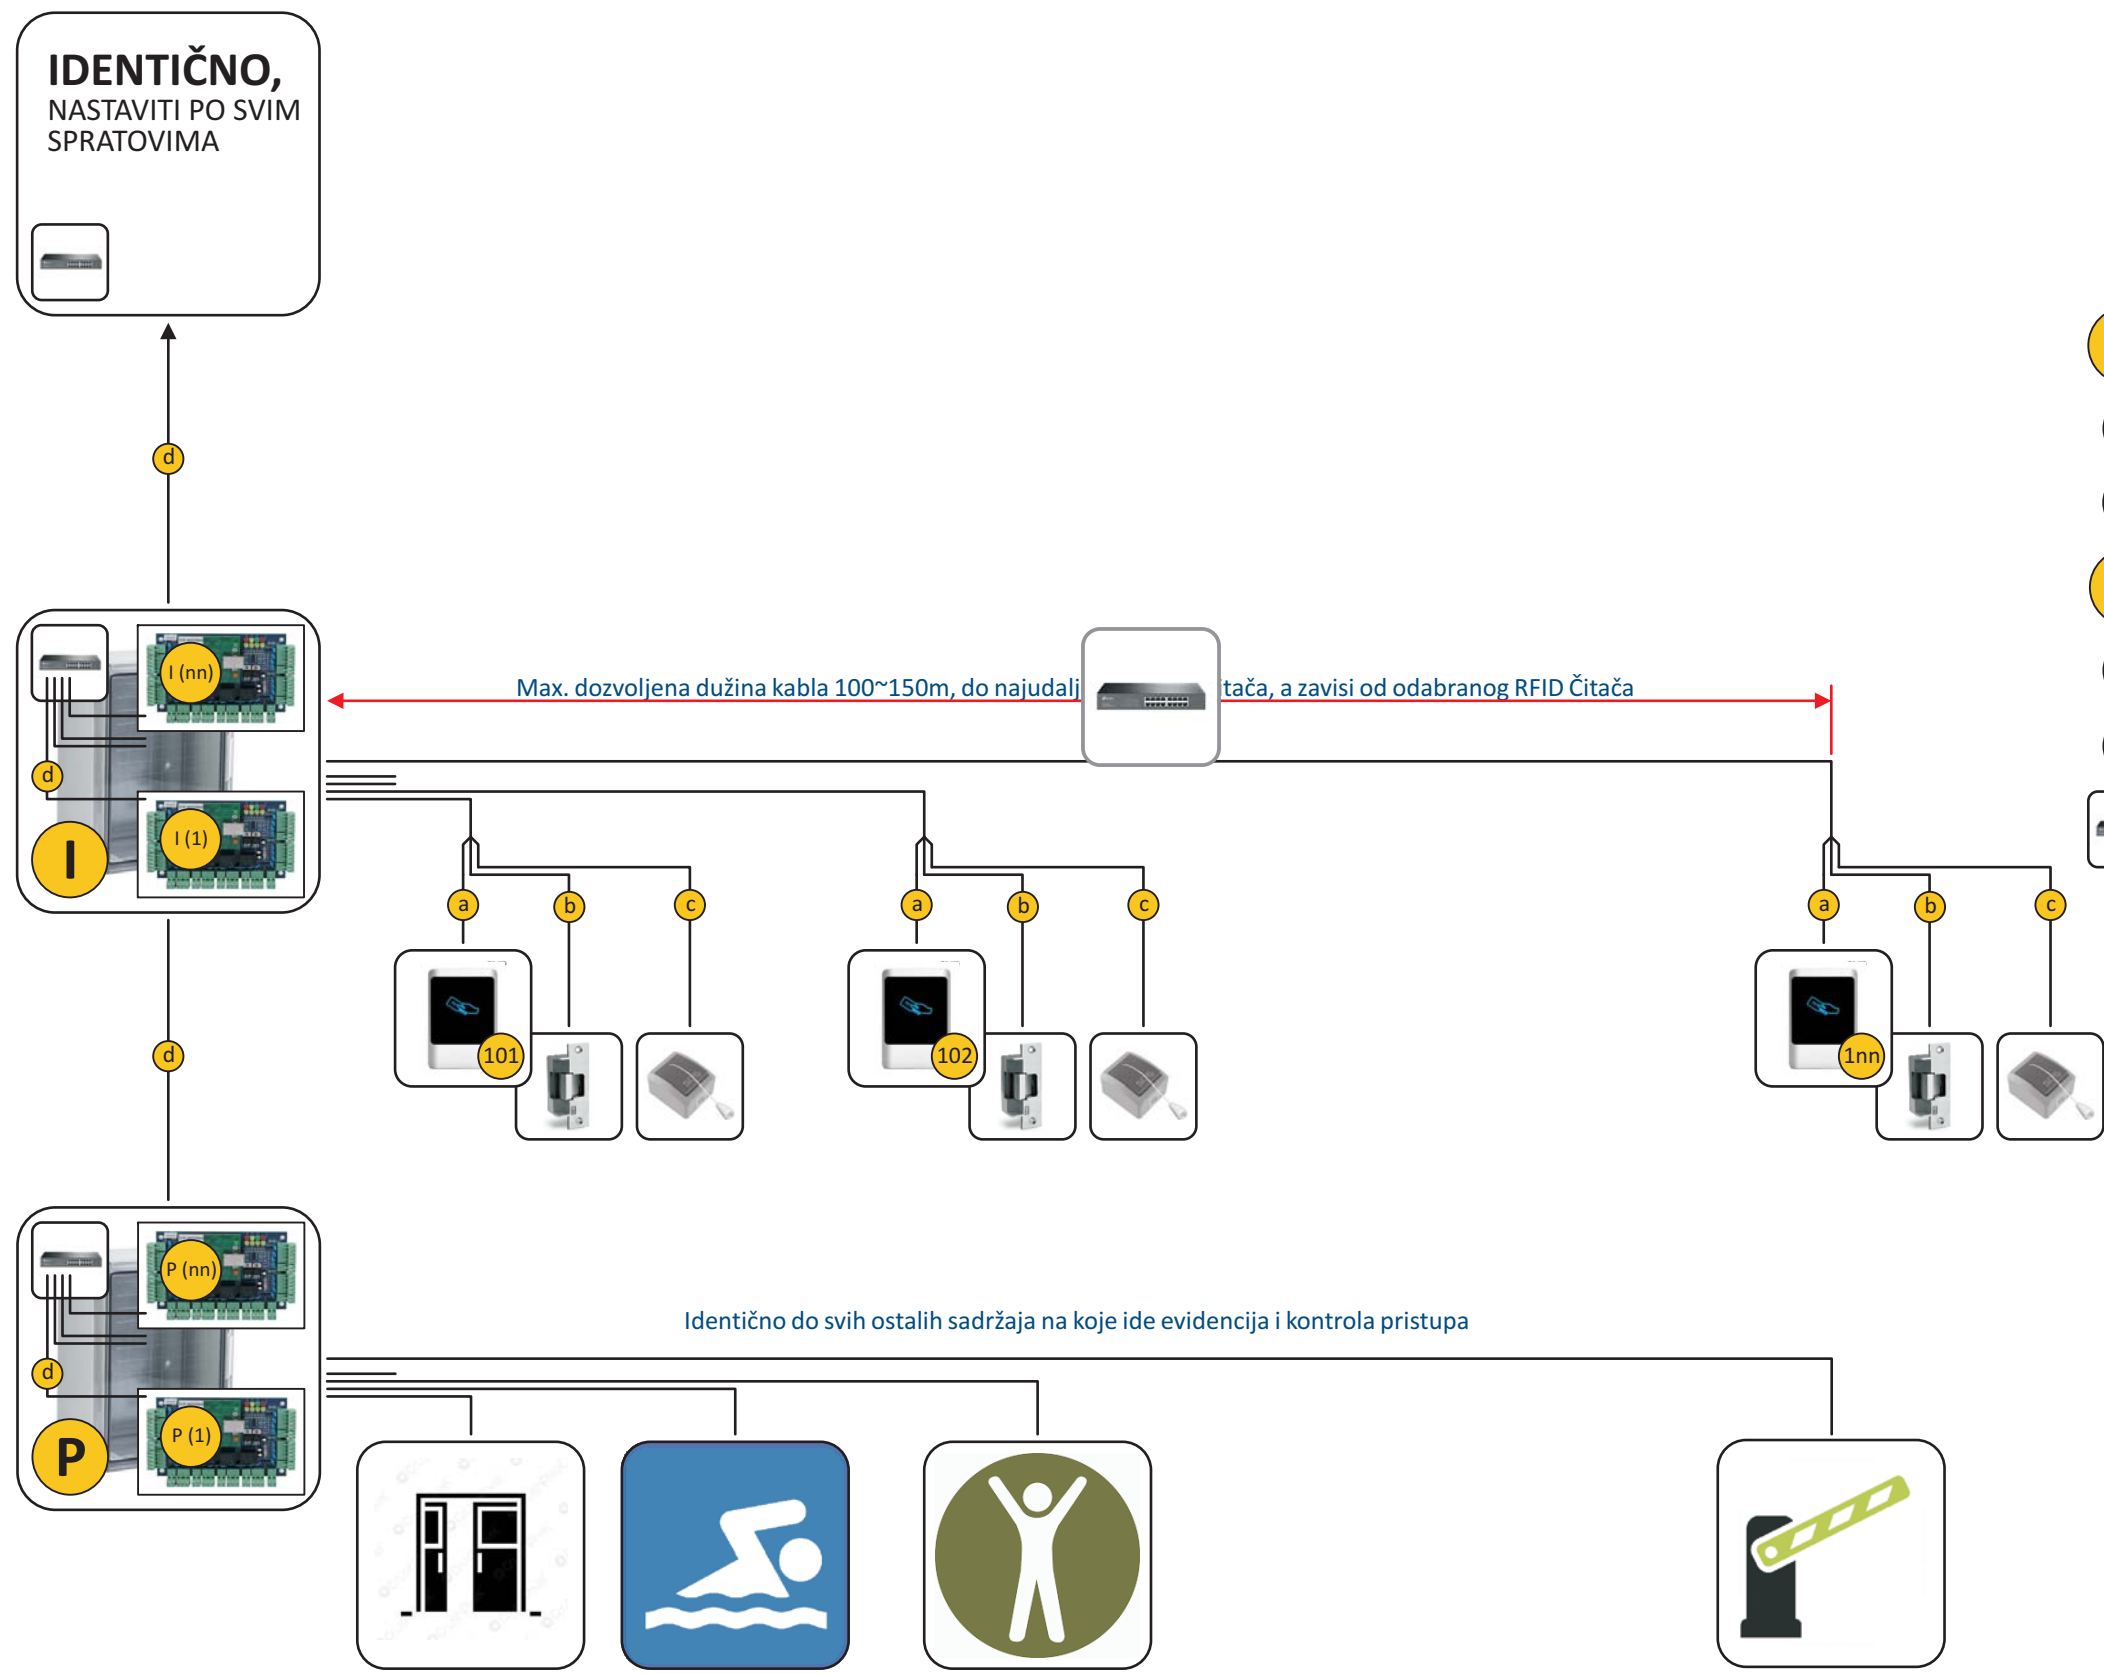 IDENTIČNO,
NASTAVITI PO SVIM
SPRATOVIMA
d
I (nn)
Max. dozvoljena dužina kabla 100~150m, do najudalj tača, a zavisi od odabranog RFID Čitača
d
I (1)
I
a b c a b c a b c
101 102 1nn
d
P (nn)
Identično do svih ostalih sadržaja na koje ide evidencija i kontrola pristupa
d
P (1)
P